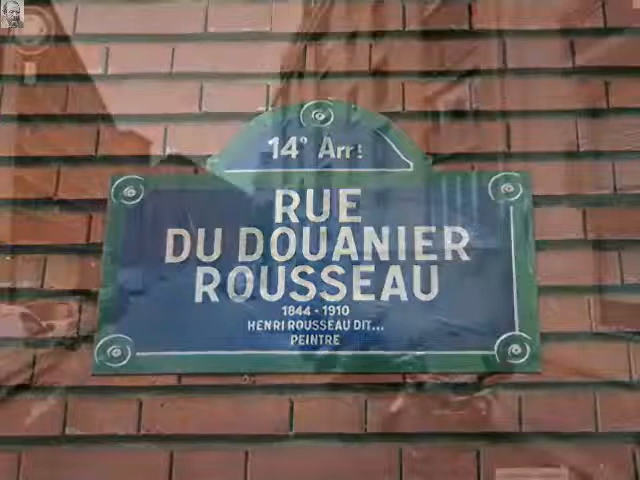 14e Arrt
RUE
DU DOUANIER
ROUSSEAU
1844 - 1910
HENRI ROUSSEAU DIT...
PEINTRE